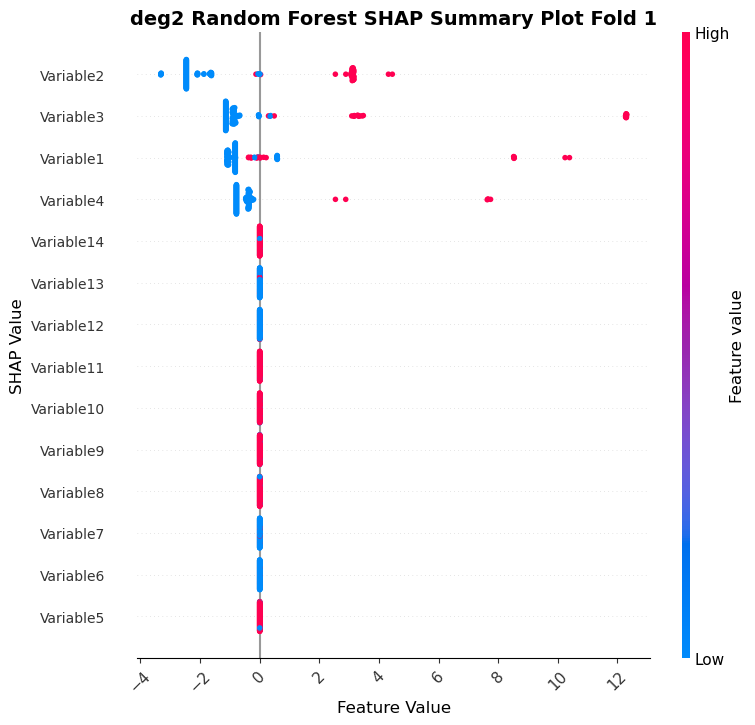 deg2 Random Forest SHAP Summary Plot Fold 1
High
Variable2
Variable3
Variable1
Variable4
Variable14
Variable13
Variable12
Variable11
Variable10
Variable9
Variable8
Variable7
Variable6
Variable5
SHAP Value
Feature value
Low
−4 −2 0 2 4 6 8 10 12
Feature Value